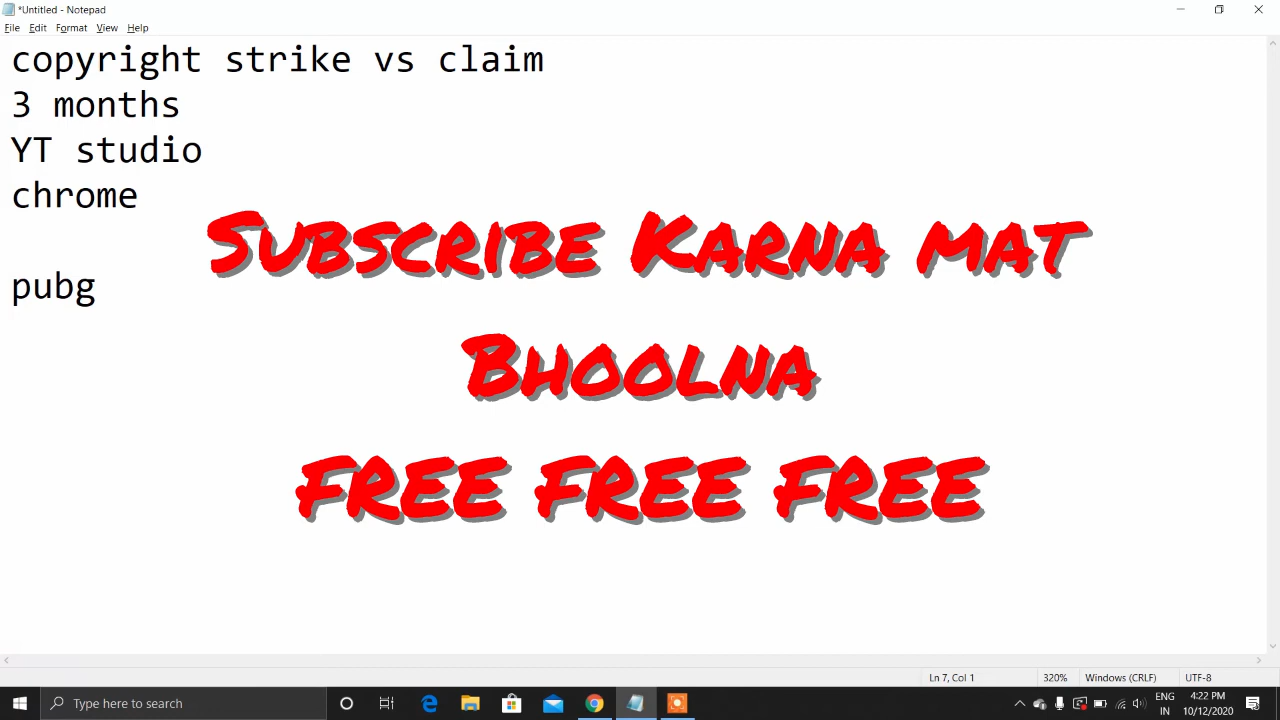 *Untitled - Notepad
File Edit Format View Help
copyright strike vs claim
3 months
YT studio
chrome
pubg
SUBSCRIBE KARNA MAT
BHOOLNA
FREE FREE FREE
Ln 7, Col 1 320% Windows (CRLF) UTF-8
Type here to search
ENG
IN
4:22 PM
10/12/2020